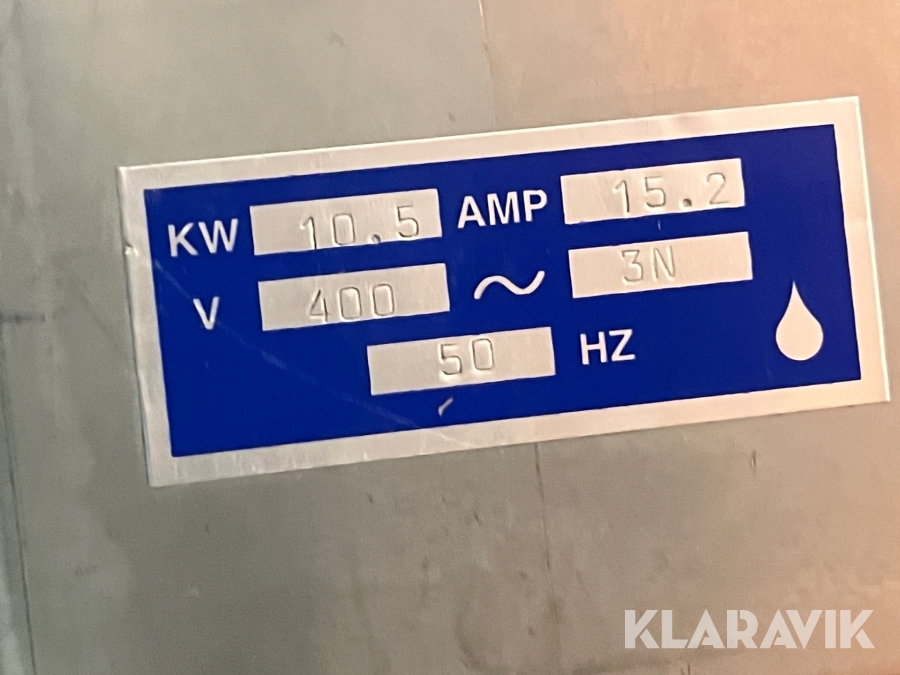 KW 10.5 AMP 15.2
V 400 ~ 3N
50 HZ
KLARAVIK